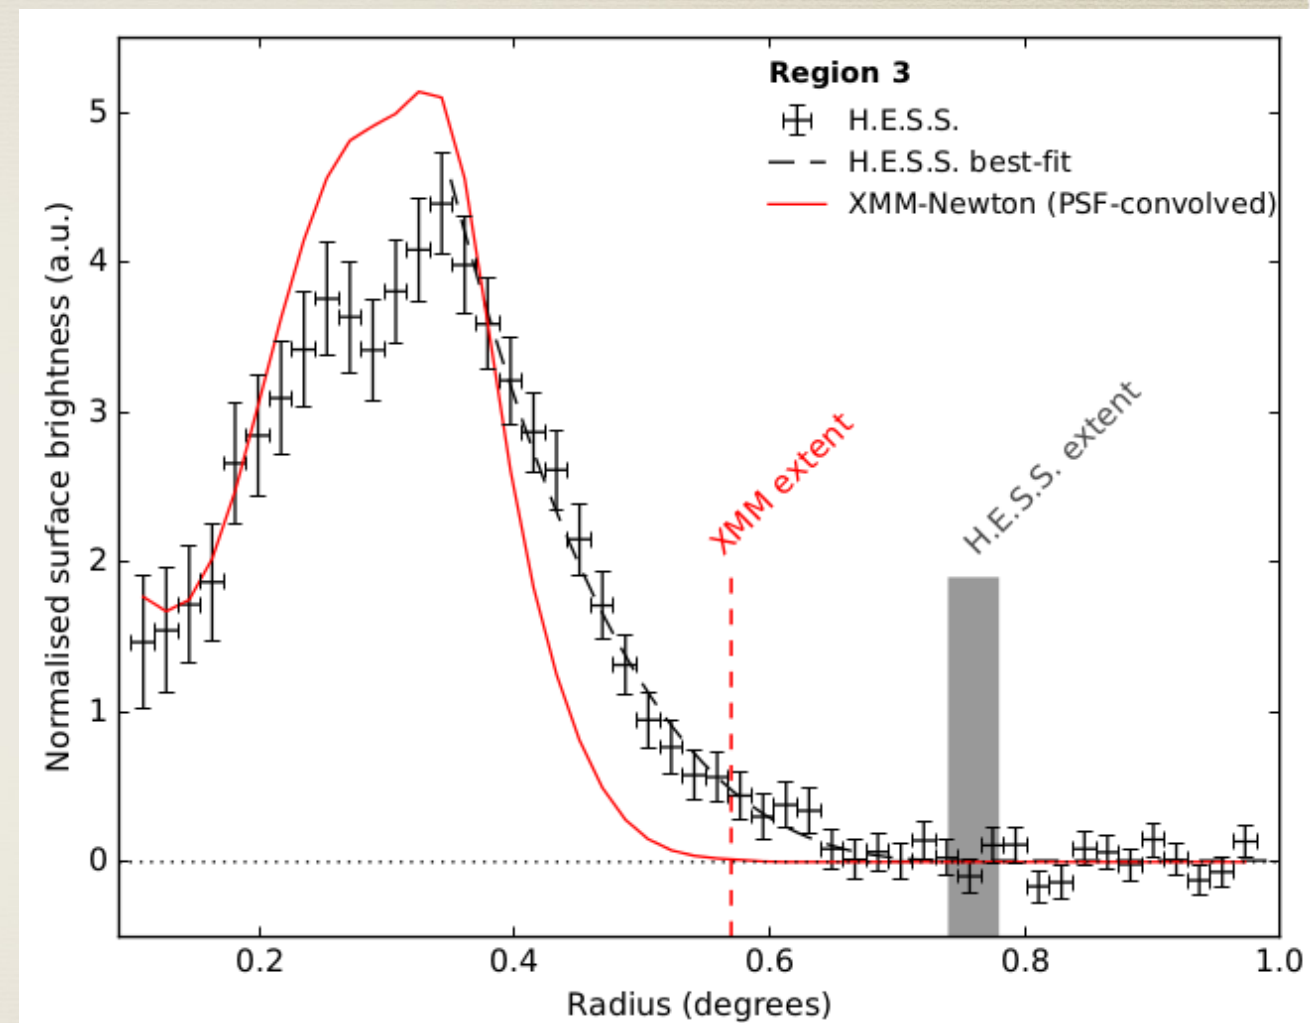 Region 3
H.E.S.S.
H.E.S.S. best-fit
XMM-Newton (PSF-convolved)
Normalised surface brightness (a.u.)
5
4
3
2
1
0
XMM extent
H.E.S.S. extent
0.2 0.4 0.6 0.8 1.0
Radius (degrees)